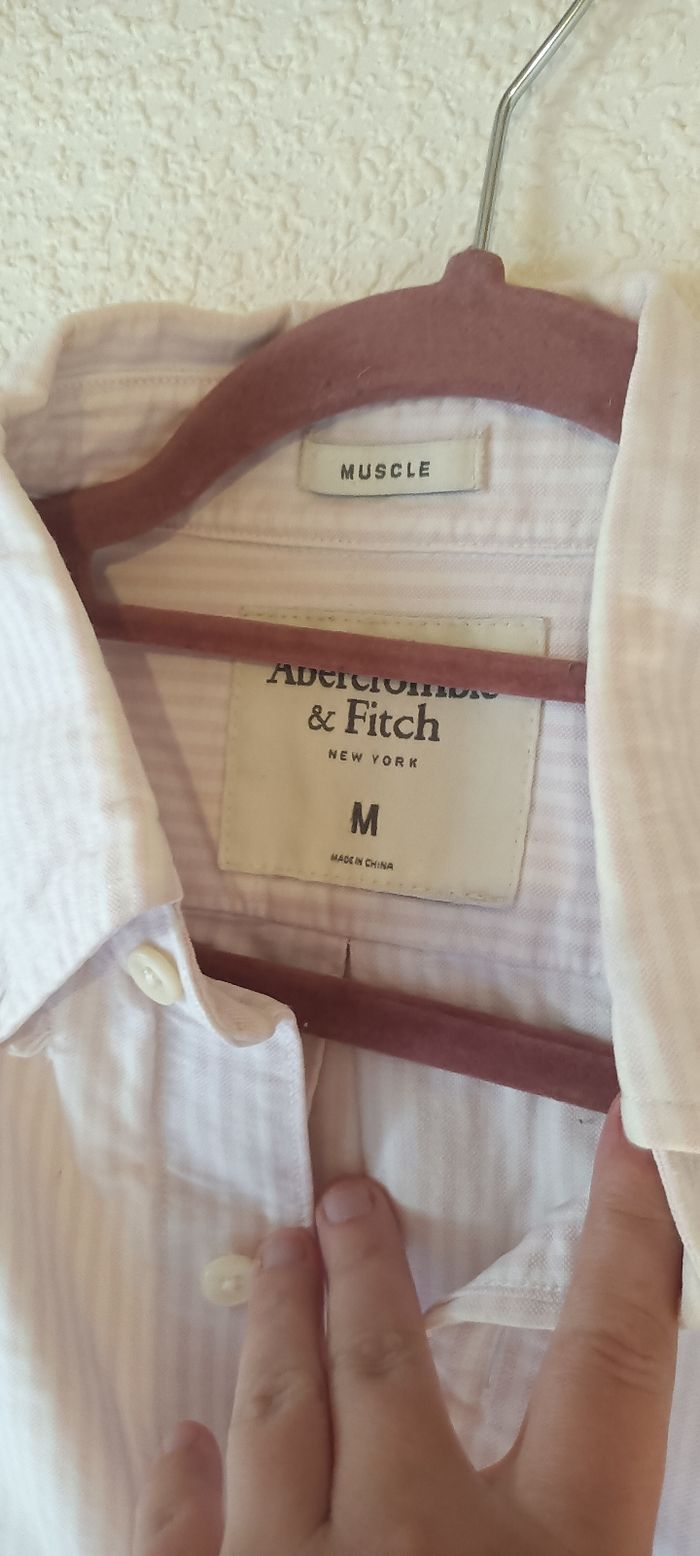 MUSCLE
Abercrombie
& Fitch
NEW YORK
M
MADE IN CHINA